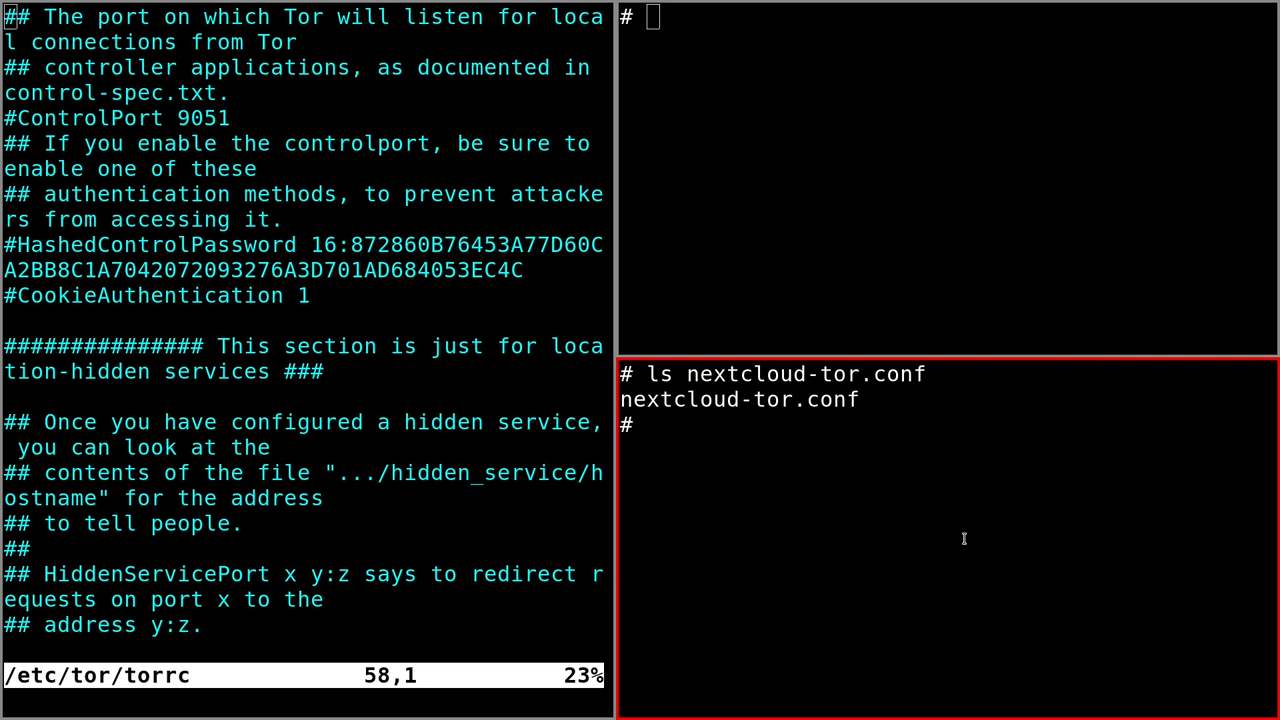 ## The port on which Tor will listen for loca
l connections from Tor
## controller applications, as documented in
control-spec.txt.
#ControlPort 9051
## If you enable the controlport, be sure to
enable one of these
## authentication methods, to prevent attacke
rs from accessing it.
#HashedControlPassword 16:872860B76453A77D60C
A2BB8C1A7042072093276A3D701AD684053EC4C
#CookieAuthentication 1
############### This section is just for loca
tion-hidden services ###
## Once you have configured a hidden service,
 you can look at the
## contents of the file ".../hidden_service/h
ostname" for the address
## to tell people.
##
## HiddenServicePort x y:z says to redirect r
equests on port x to the
## address y:z.
/etc/tor/torrc 58,1 23%
#
# ls nextcloud-tor.conf
nextcloud-tor.conf
#